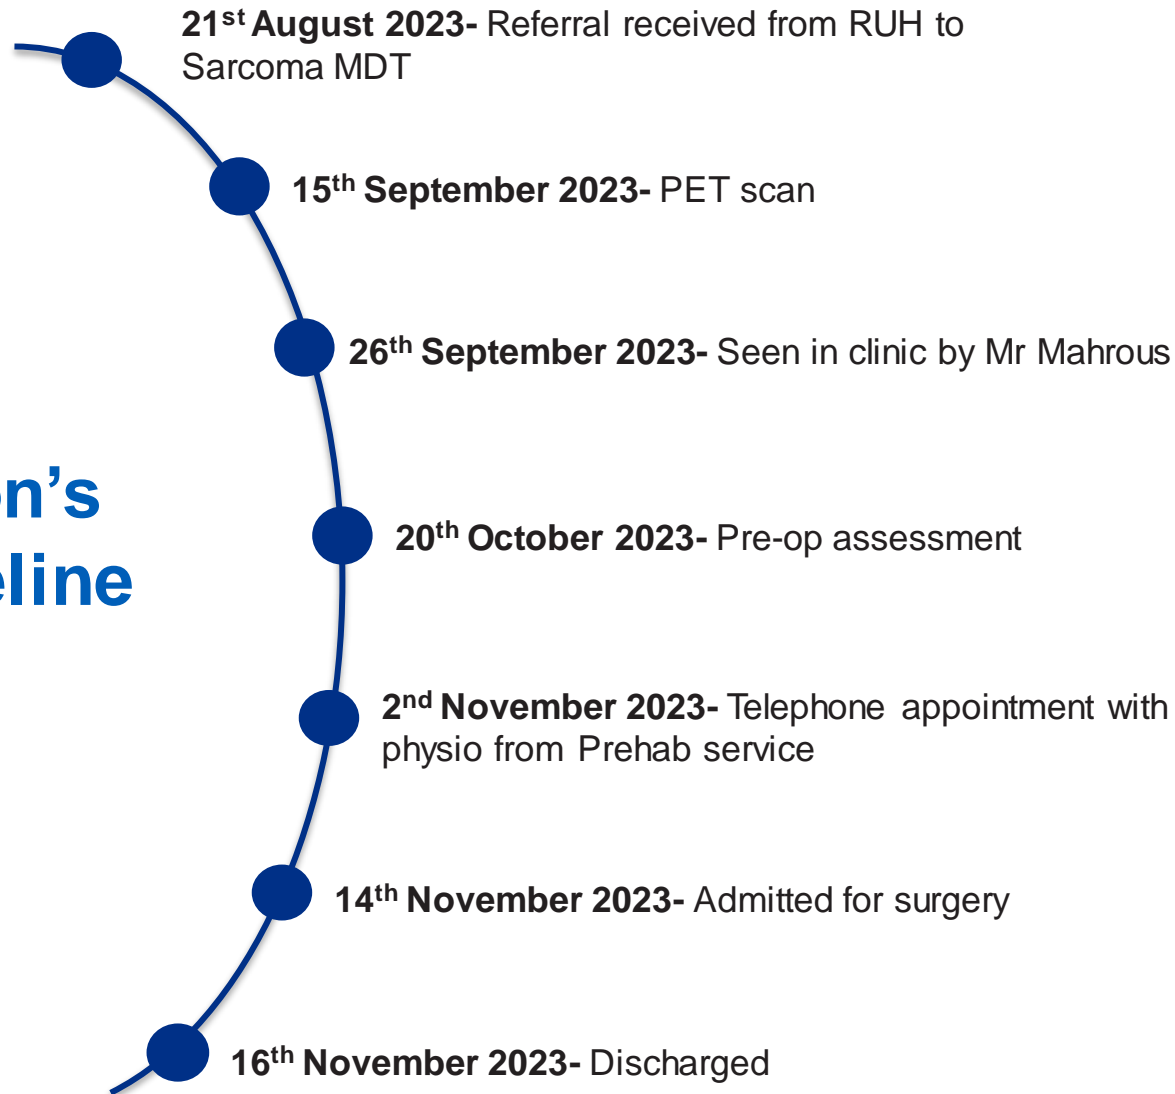 21st August 2023- Referral received from RUH to
Sarcoma MDT
15th September 2023- PET scan
26th September 2023- Seen in clinic by Mr Mahrous
on's
eline
20th October 2023- Pre-op assessment
2nd November 2023- Telephone appointment with
physio from Prehab service
14th November 2023- Admitted for surgery
16th November 2023- Discharged